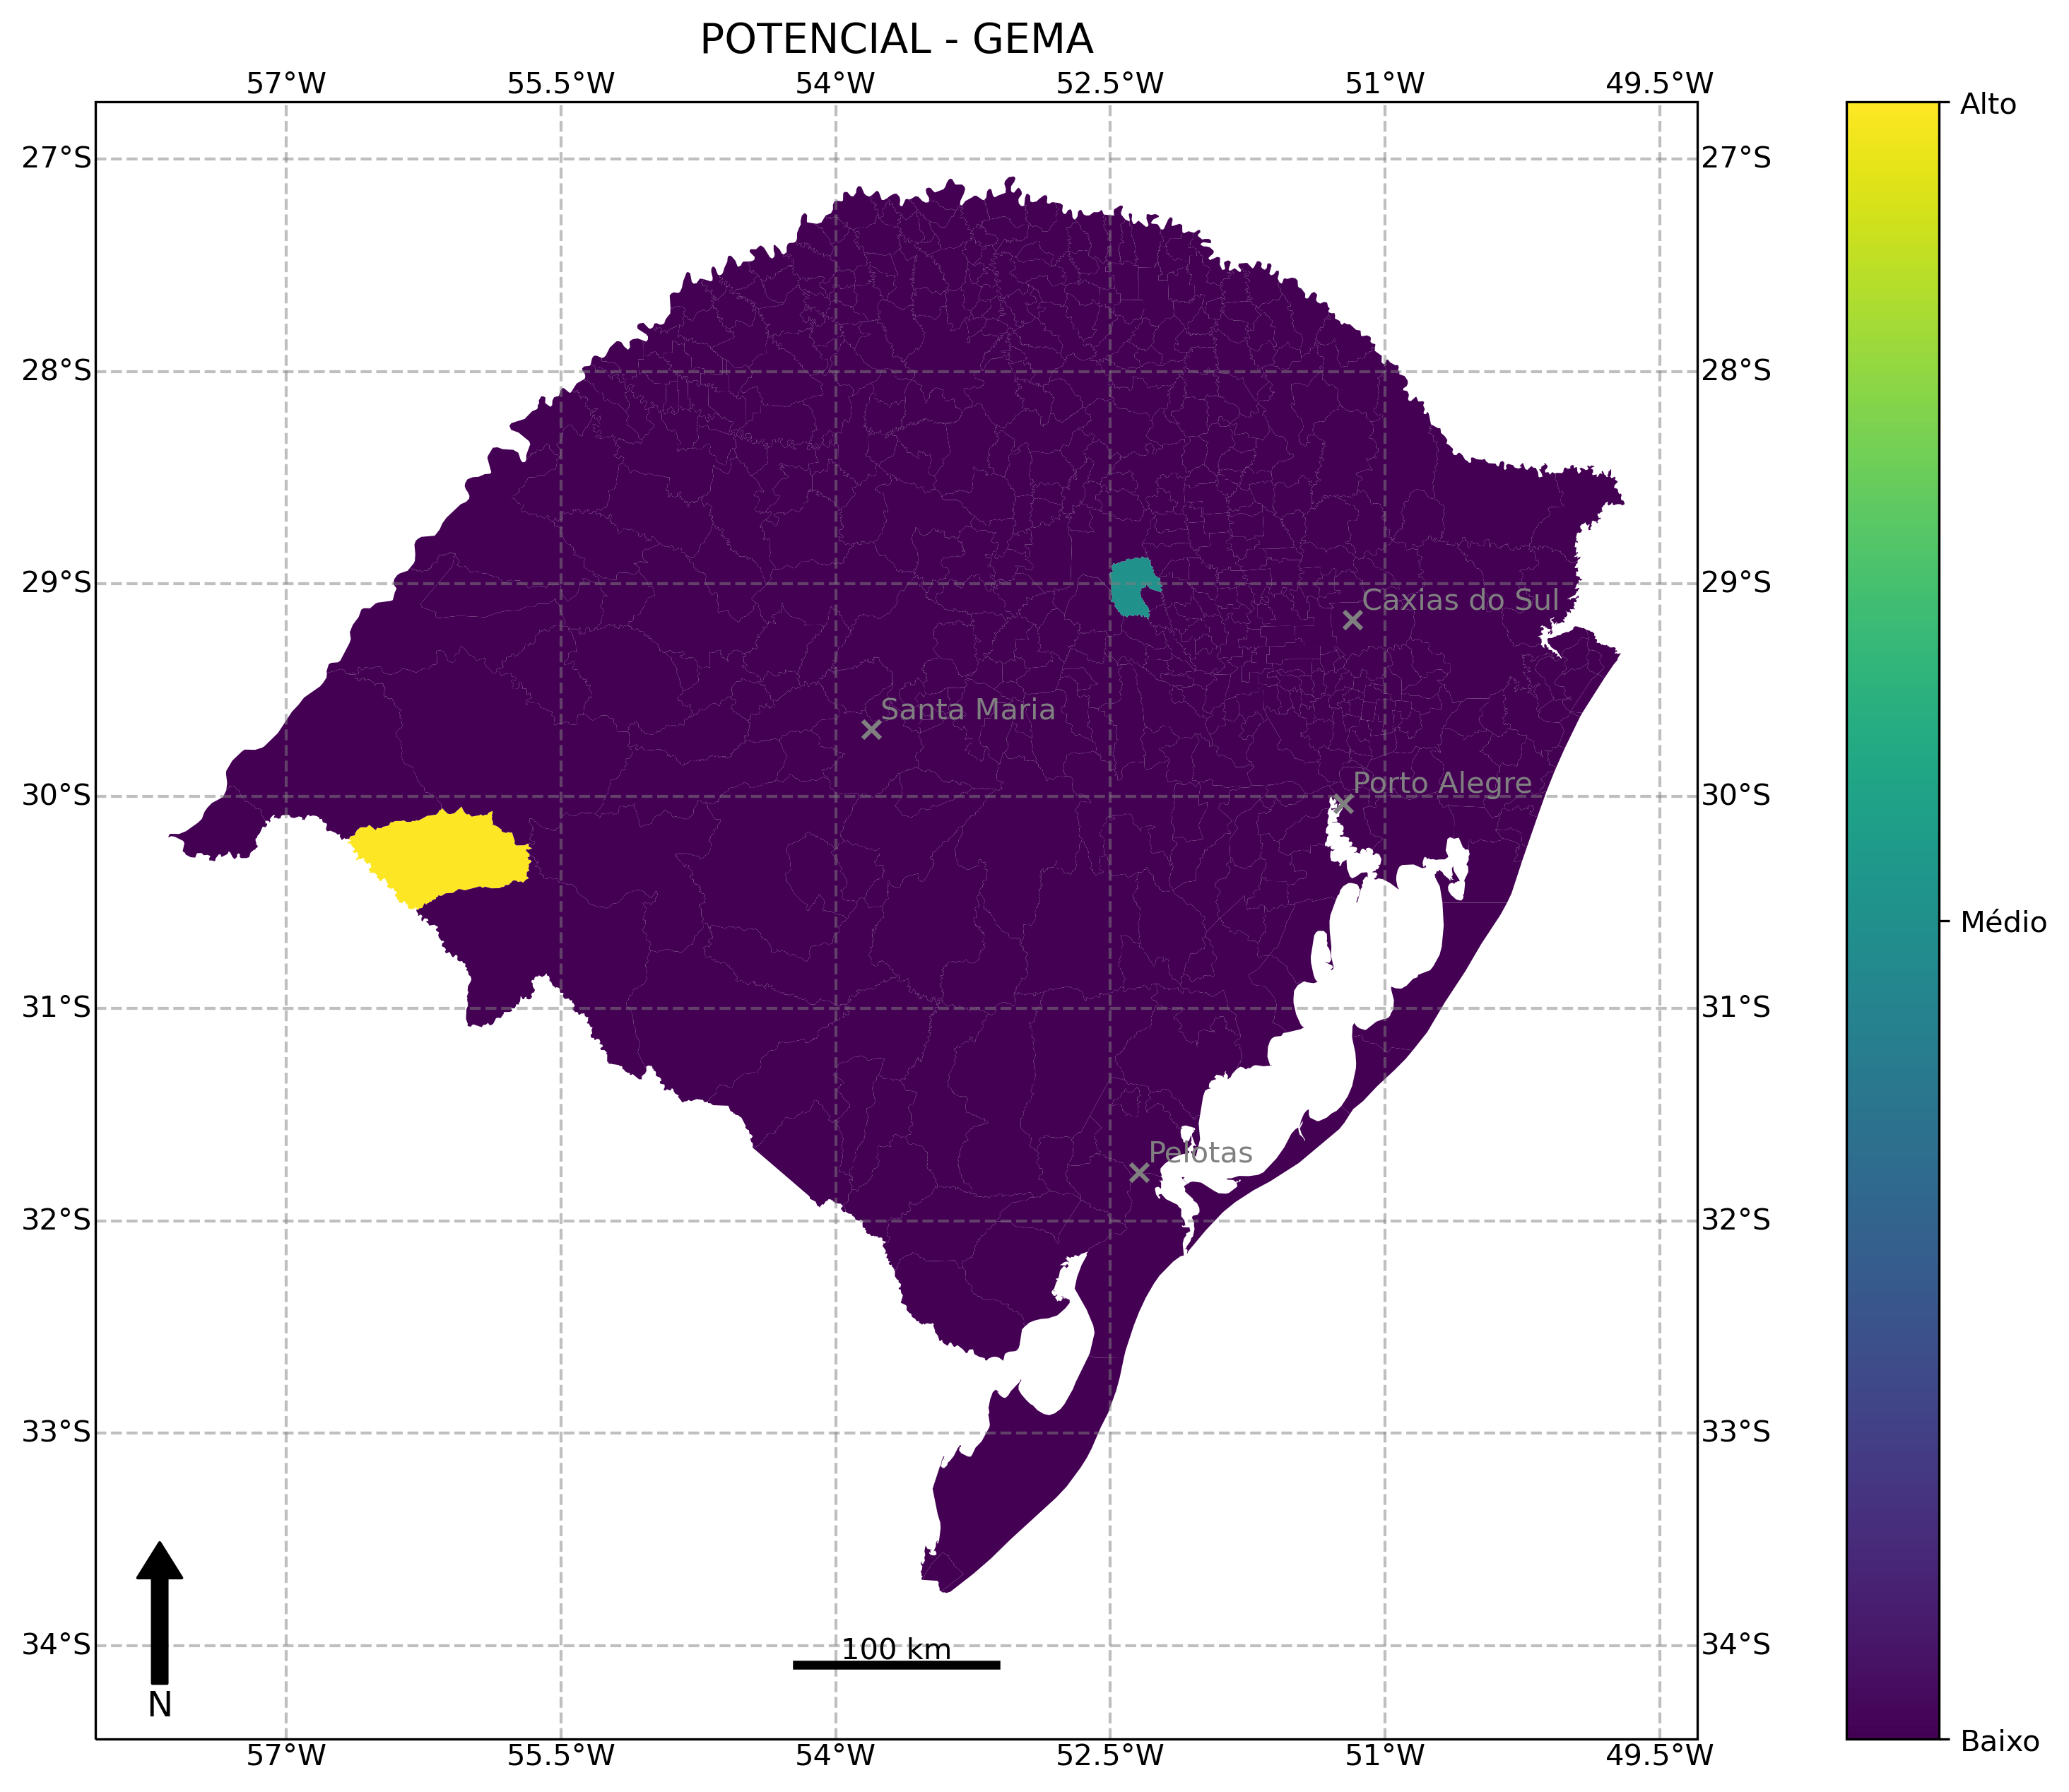 POTENCIAL - GEMA
57°W 55.5°W 54°W 52.5°W 51°W 49.5°W
Alto
27°S 27°S
28°S 28°S
29°S 29°S
Caxias do Sul
Santa Maria
Porto Alegre
30°S 30°S
Médio
31°S 31°S
Pelotas
32°S 32°S
33°S 33°S
34°S 34°S
100 km
N
Baixo
57°W 55.5°W 54°W 52.5°W 51°W 49.5°W